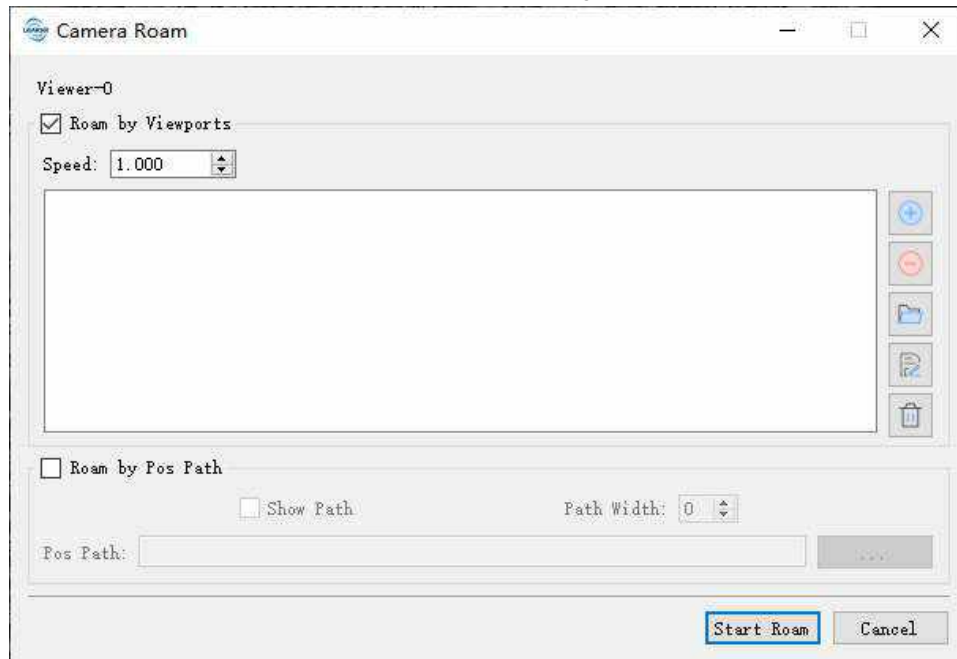 Camera Roam
Viewer-0
Roam by Viewports
Speed: 1.000
Roam by Pos Path
Show Path
Path Width: 0
Pos Path:
...
Start Roam
Cancel